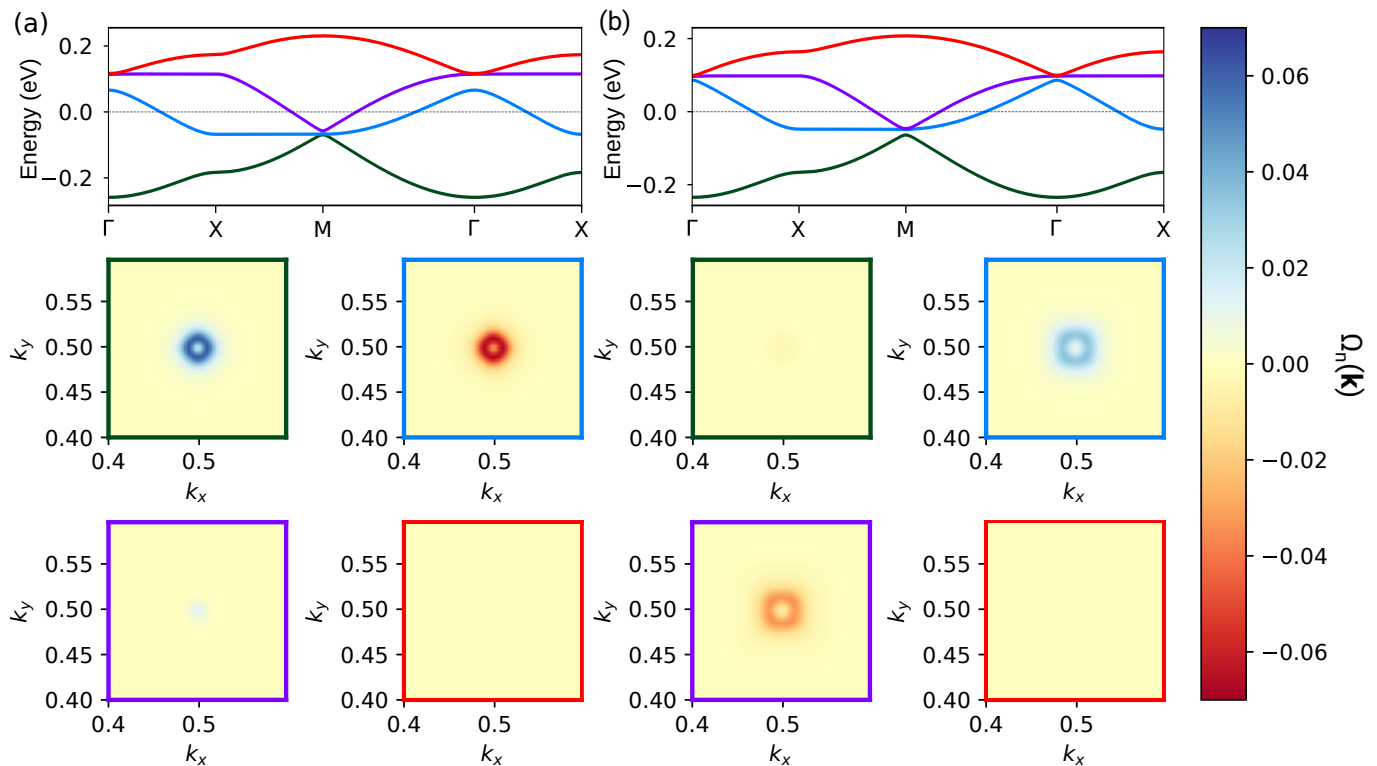 (a)
Energy (eV)
0.2
0.0
−0.2
Γ X M Γ X
(b)
Energy (eV)
0.2
0.0
−0.2
Γ X M Γ X
k_y
0.55
0.50
0.45
0.40
0.4 0.5
k_x
k_y
0.55
0.50
0.45
0.40
0.4 0.5
k_x
k_y
0.55
0.50
0.45
0.40
0.4 0.5
k_x
k_y
0.55
0.50
0.45
0.40
0.4 0.5
k_x
k_y
0.55
0.50
0.45
0.40
0.4 0.5
k_x
k_y
0.55
0.50
0.45
0.40
0.4 0.5
k_x
k_y
0.55
0.50
0.45
0.40
0.4 0.5
k_x
k_y
0.55
0.50
0.45
0.40
0.4 0.5
k_x
0.06
0.04
0.02
0.00
−0.02
−0.04
−0.06
Ω_n(k)